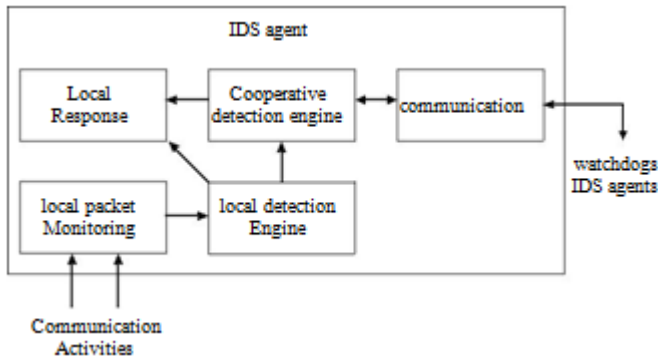 IDS agent
Local
Response
Cooperative
detection engine
communication
watchdogs
IDS agents
local packet
Monitoring
local detection
Engine
Communication
Activities